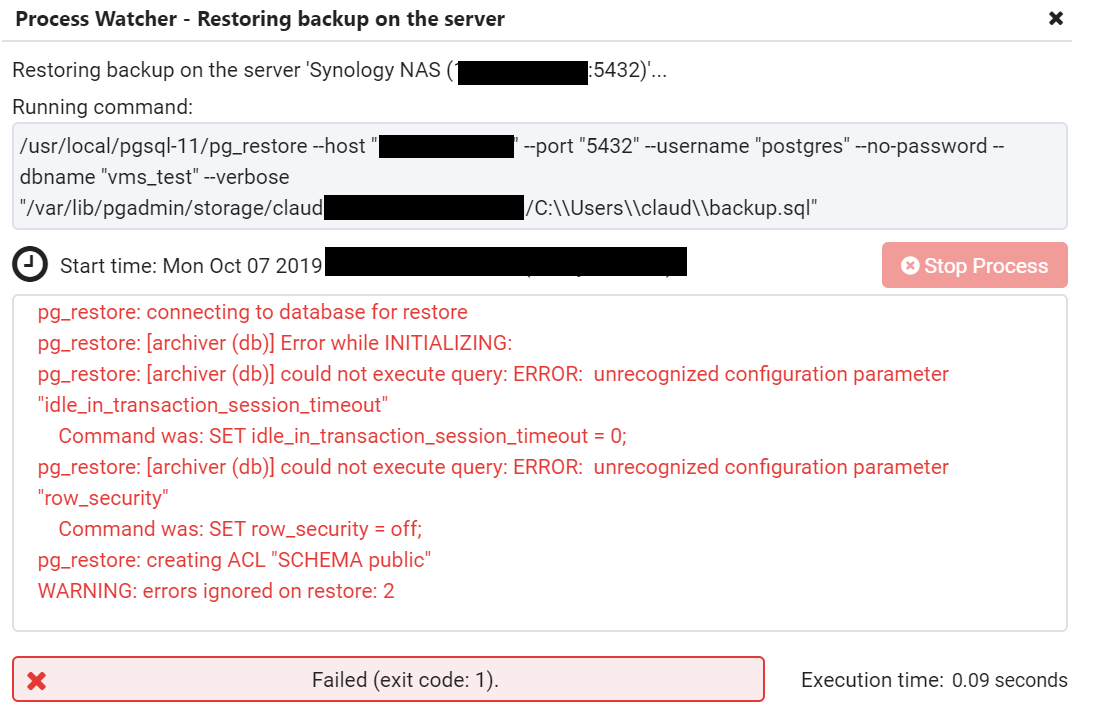 Process Watcher - Restoring backup on the server
Restoring backup on the server 'Synology NAS (:5432)'...
Running command:
/usr/local/pgsql-11/pg_restore --host "" --port "5432" --username "postgres" --no-password --
dbname "vms_test" --verbose
"/var/lib/pgadmin/storage/claud/C:\\Users\\claud\\backup.sql"
Start time: Mon Oct 07 2019
Stop Process
pg_restore: connecting to database for restore
pg_restore: [archiver (db)] Error while INITIALIZING:
pg_restore: [archiver (db)] could not execute query: ERROR:  unrecognized configuration parameter
"idle_in_transaction_session_timeout"
Command was: SET idle_in_transaction_session_timeout = 0;
pg_restore: [archiver (db)] could not execute query: ERROR:  unrecognized configuration parameter
"row_security"
Command was: SET row_security = off;
pg_restore: creating ACL "SCHEMA public"
WARNING: errors ignored on restore: 2
Failed (exit code: 1).
Execution time: 0.09 seconds